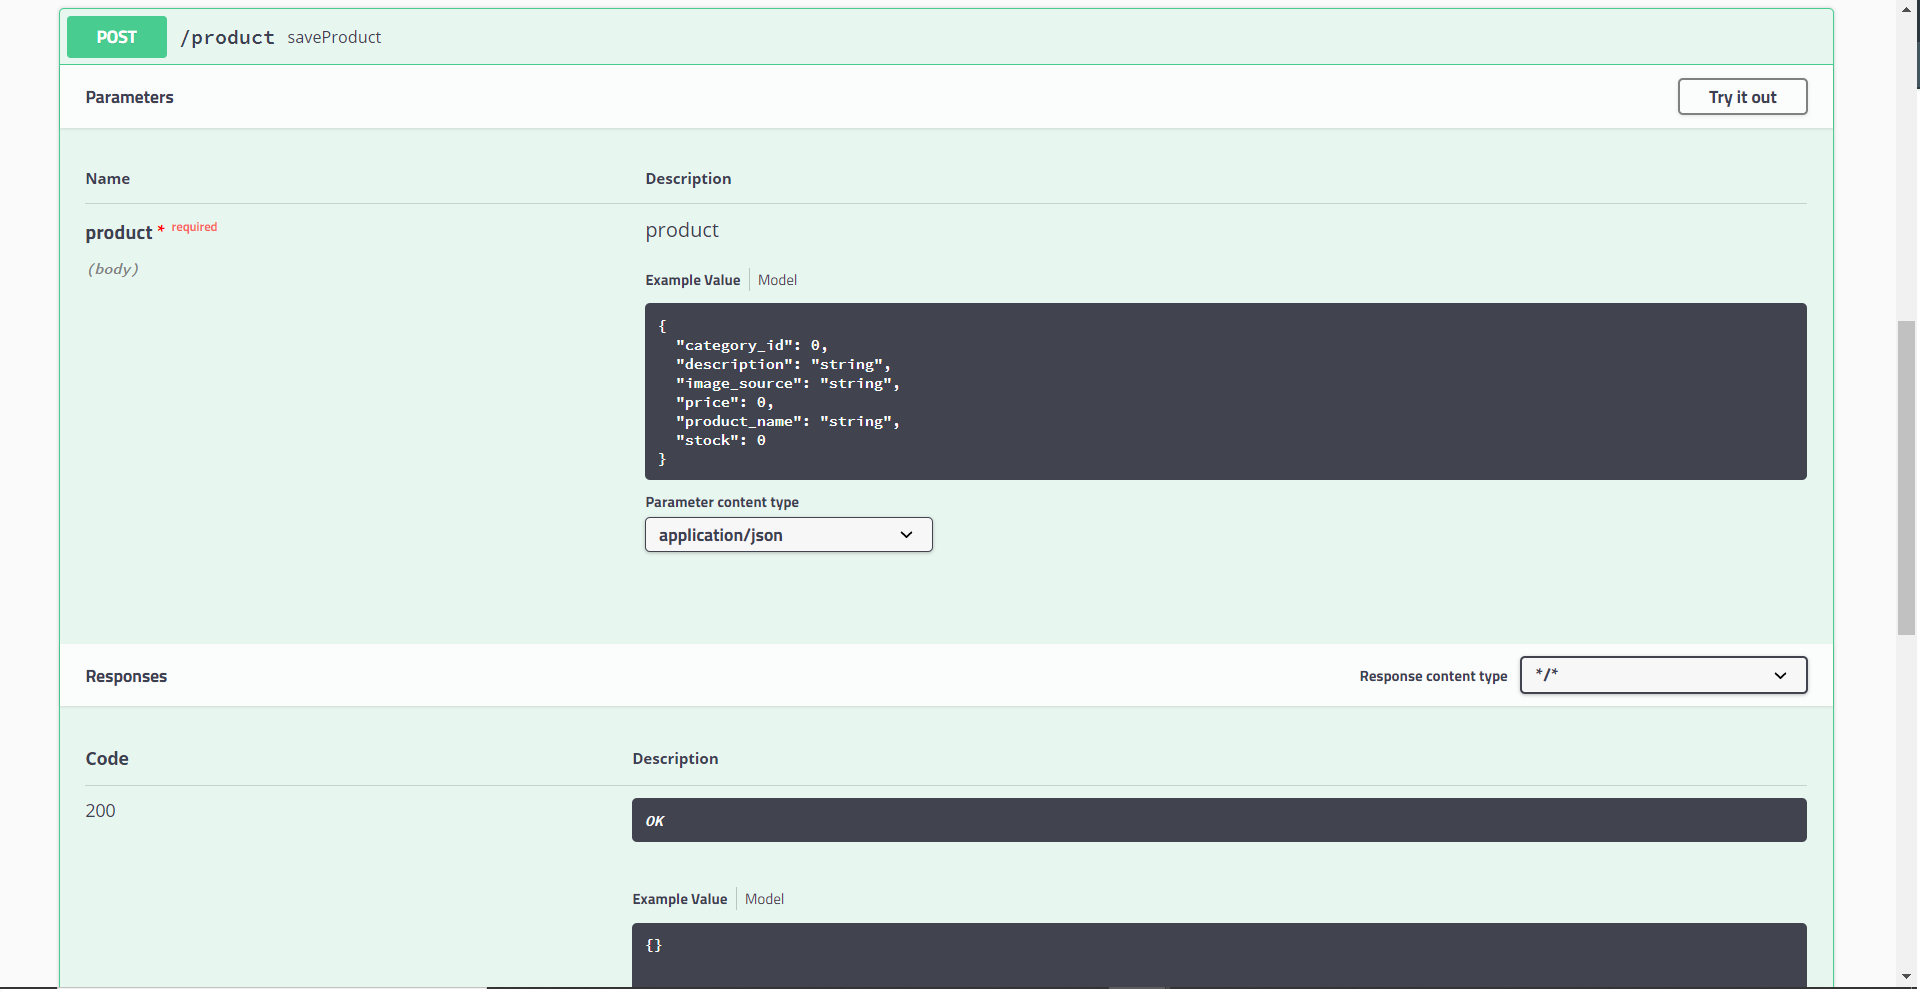 POST /product saveProduct
Parameters
Try it out
Name Description
product * required
product
(body)
Example Value Model
{
"category_id": 0,
"description": "string",
"image_source": "string",
"price": 0,
"product_name": "string",
"stock": 0
}
Parameter content type
application/json
Responses
Response content type */*
Code Description
200
OK
Example Value Model
{}